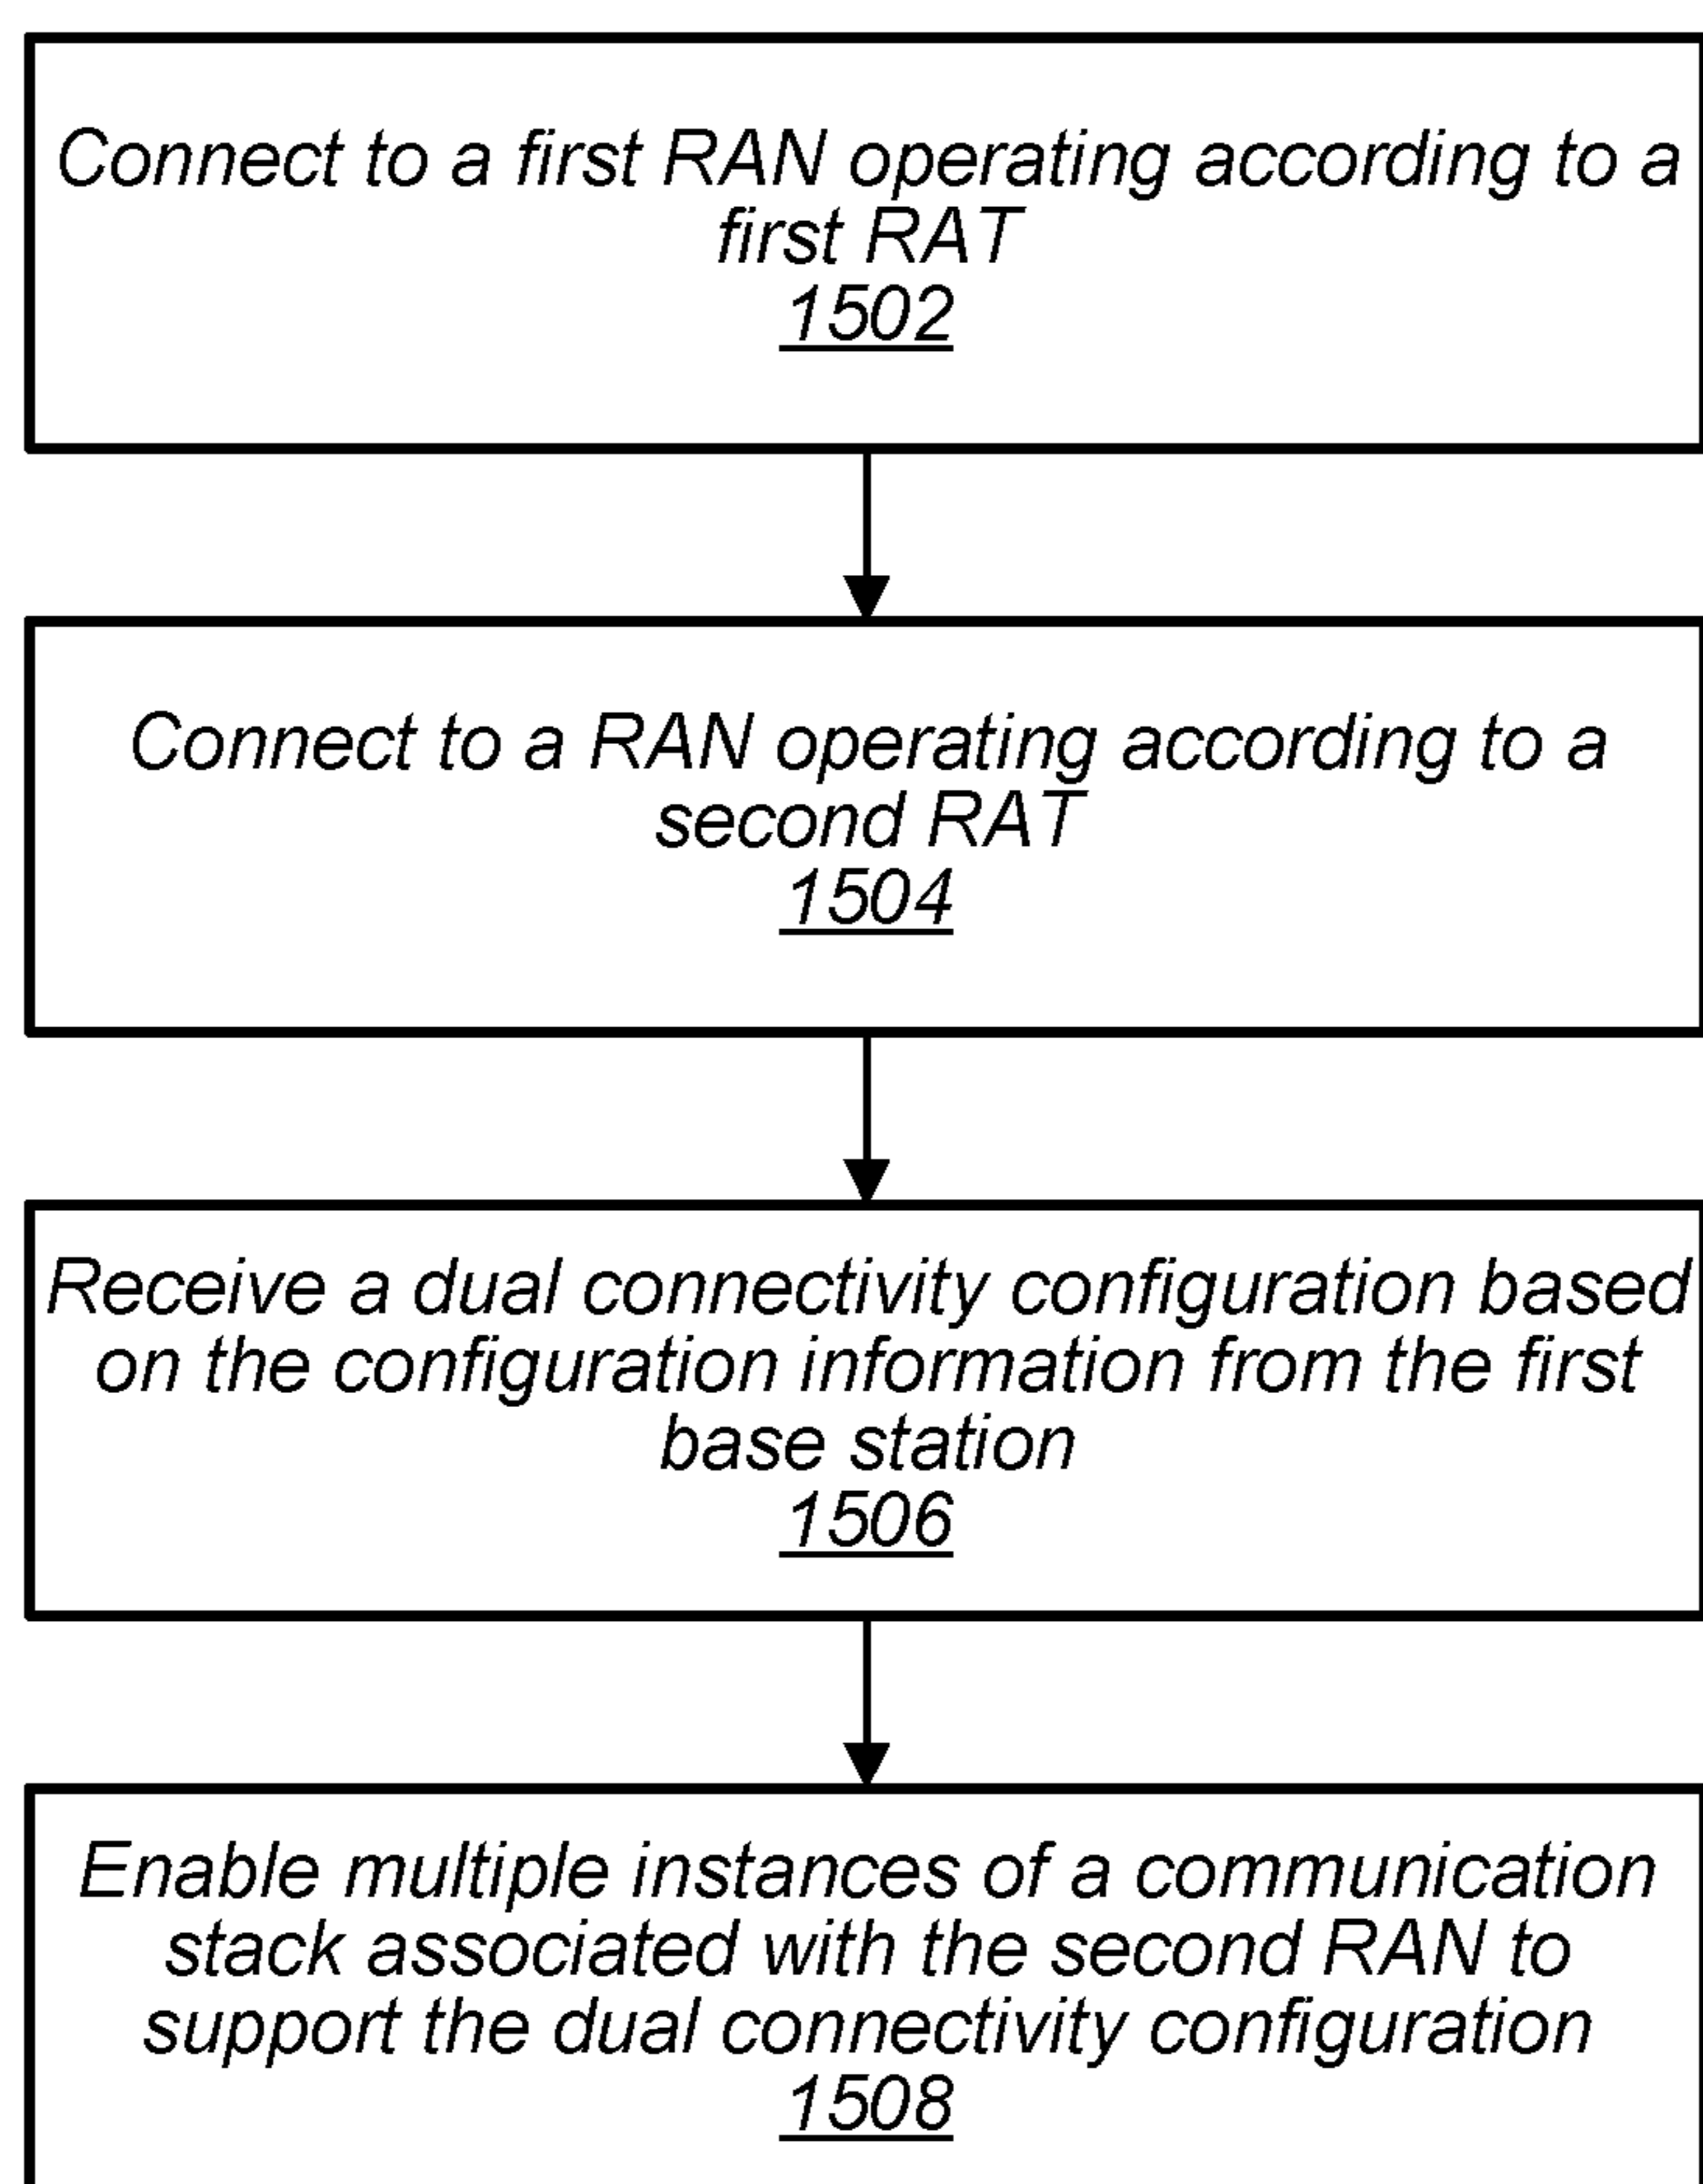 Connect to a first RAN operating according to a
first RAT
1502
Connect to a RAN operating according to a
second RAT
1504
Receive a dual connectivity configuration based
on the configuration information from the first
base station
1506
Enable multiple instances of a communication
stack associated with the second RAN to
support the dual connectivity configuration
1508